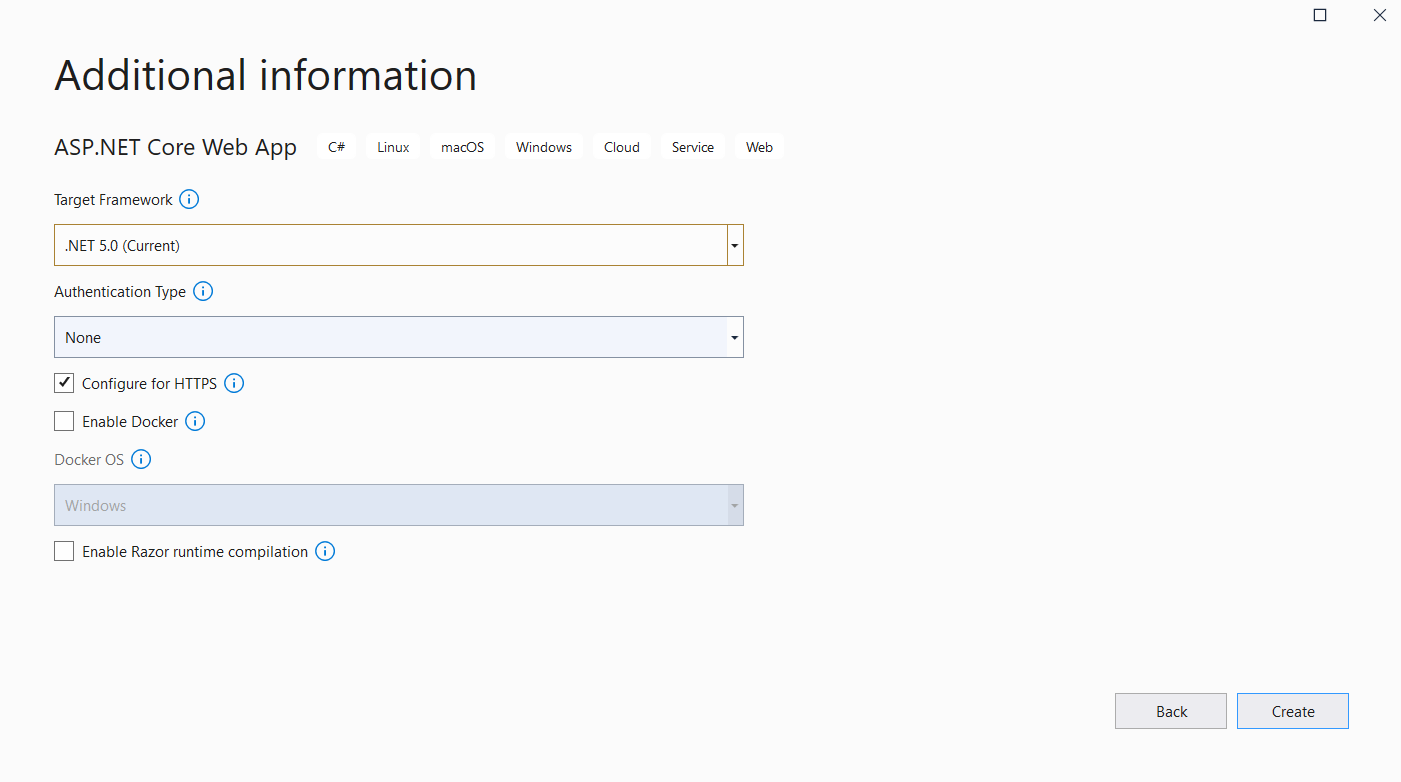 Additional information
ASP.NET Core Web App C# Linux macOS Windows Cloud Service Web
Target Framework
.NET 5.0 (Current)
Authentication Type
None
Configure for HTTPS
Enable Docker
Docker OS
Windows
Enable Razor runtime compilation
Back Create